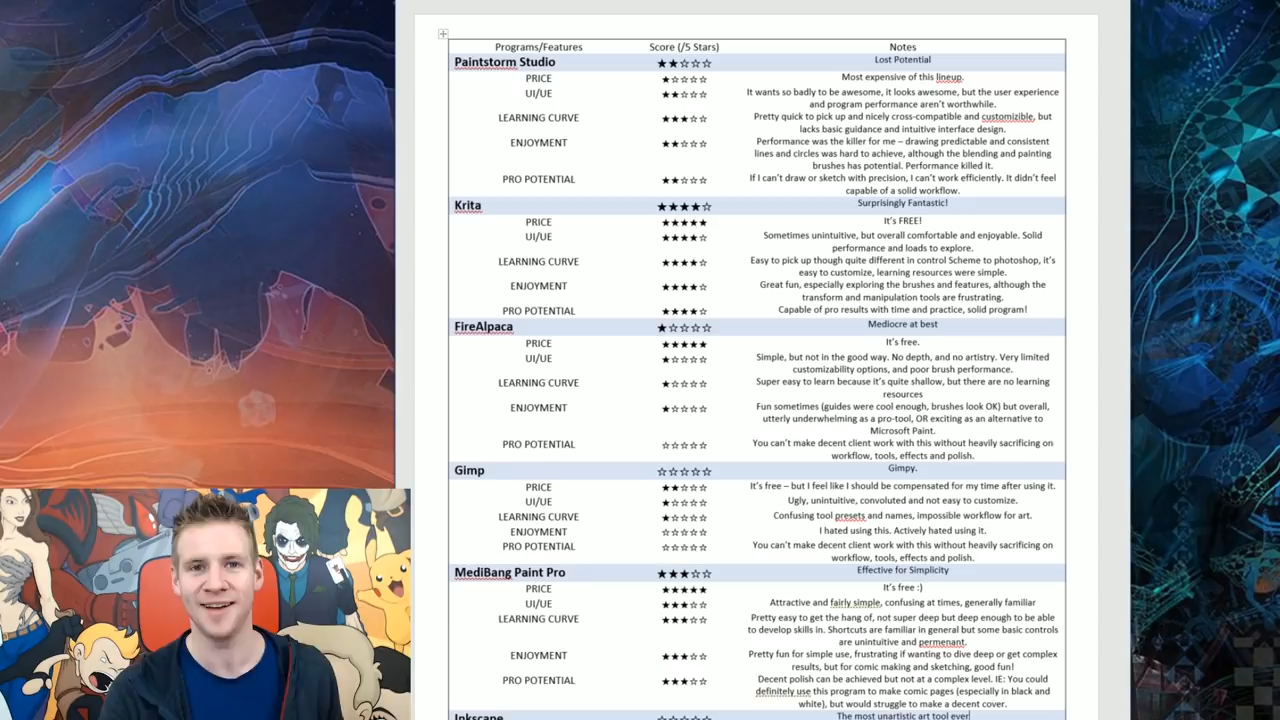 Programs/Features Score (/5 Stars) Notes
Paintstorm Studio ★★☆☆☆ Lost Potential
PRICE ★☆☆☆☆ Most expensive of this lineup.
UI/UE ★★☆☆☆ It wants so badly to be awesome, it looks awesome, but the user experience
and program performance aren't worthwhile.
LEARNING CURVE ★★★☆☆ Pretty quick to pick up and nicely cross-compatible and customizible, but
lacks basic guidance and intuitive interface design.
ENJOYMENT ★★☆☆☆ Performance was the killer for me – drawing predictable and consistent
lines and circles was hard to achieve, although the blending and painting
brushes has potential. Performance killed it.
PRO POTENTIAL ★★☆☆☆ If I can't draw or sketch with precision, I can't work efficiently. It didn't feel
capable of a solid workflow.
Krita ★★★★☆ Surprisingly Fantastic!
PRICE ★★★★★ It's FREE!
UI/UE ★★★★☆ Sometimes unintuitive, but overall comfortable and enjoyable. Solid
performance and loads to explore.
LEARNING CURVE ★★★★☆ Easy to pick up though quite different in control Scheme to photoshop, it's
easy to customize, learning resources were simple.
ENJOYMENT ★★★★☆ Great fun, especially exploring the brushes and features, although the
transform and manipulation tools are frustrating.
PRO POTENTIAL ★★★★☆ Capable of pro results with time and practice, solid program!
FireAlpaca ★☆☆☆☆ Mediocre at best
PRICE ★★★★★ It's free.
UI/UE ★☆☆☆☆ Simple, but not in the good way. No depth, and no artistry. Very limited
customizability options, and poor brush performance.
LEARNING CURVE ★☆☆☆☆ Super easy to learn because it's quite shallow, but there are no learning
resources
ENJOYMENT ★☆☆☆☆ Fun sometimes (guides were cool enough, brushes look OK) but overall,
utterly underwhelming as a pro-tool, OR exciting as an alternative to
Microsoft Paint.
PRO POTENTIAL ☆☆☆☆☆ You can't make decent client work with this without heavily sacrificing on
workflow, tools, effects and polish.
Gimp ☆☆☆☆☆ Gimpy.
PRICE ★★☆☆☆ It's free – but I feel like I should be compensated for my time after using it.
UI/UE ★☆☆☆☆ Ugly, unintuitive, convoluted and not easy to customize.
LEARNING CURVE ★☆☆☆☆ Confusing tool presets and names, impossible workflow for art.
ENJOYMENT ☆☆☆☆☆ I hated using this. Actively hated using it.
PRO POTENTIAL ☆☆☆☆☆ You can't make decent client work with this without heavily sacrificing on
workflow, tools, effects and polish.
MediBang Paint Pro ★★★☆☆ Effective for Simplicity
PRICE ★★★★★ It's free :)
UI/UE ★★★☆☆ Attractive and fairly simple, confusing at times, generally familiar
LEARNING CURVE ★★★☆☆ Pretty easy to get the hang of, not super deep but deep enough to be able
to develop skills in. Shortcuts are familiar in general but some basic controls
are unintuitive and permenant.
ENJOYMENT ★★★☆☆ Pretty fun for simple use, frustrating if wanting to dive deep or get complex
results, but for comic making and sketching, good fun!
PRO POTENTIAL ★★★☆☆ Decent polish can be achieved but not at a complex level. IE: You could
definitely use this program to make comic pages (especially in black and
white), but would struggle to make a decent cover.
Inkscape ☆☆☆☆☆ The most unartistic art tool ever